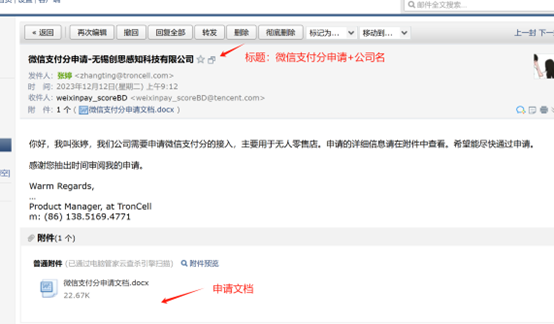 邮件全文搜索...
« 返回 再次编辑 撤回 回复全部 转发 删除 彻底删除 标记为... 移动到... 上一封 下一
微信支付分申请-无锡创思感知科技有限公司
标题：微信支付分申请+公司名
发件人：张婷 <zhangting@troncell.com>
时 间：2023年12月12日(星期二) 上午9:12
收件人：weixinpay_scoreBD <weixinpay_scoreBD@tencent.com>
附 件：1 个 ( 微信支付分申请文档.docx )
你好，我叫张婷，我们公司需要申请微信支付分的接入，主要用于无人零售店。申请的详细信息请在附件中查看。希望能尽快通过申请。
感谢您抽出时间审阅我的申请。
Warm Regards,
...
Product Manager, at TronCell
m: (86) 138.5169.4771
附件(1 个)
普通附件 (已通过电脑管家云查杀引擎扫描) 附件预览
微信支付分申请文档.docx
22.67K
申请文档